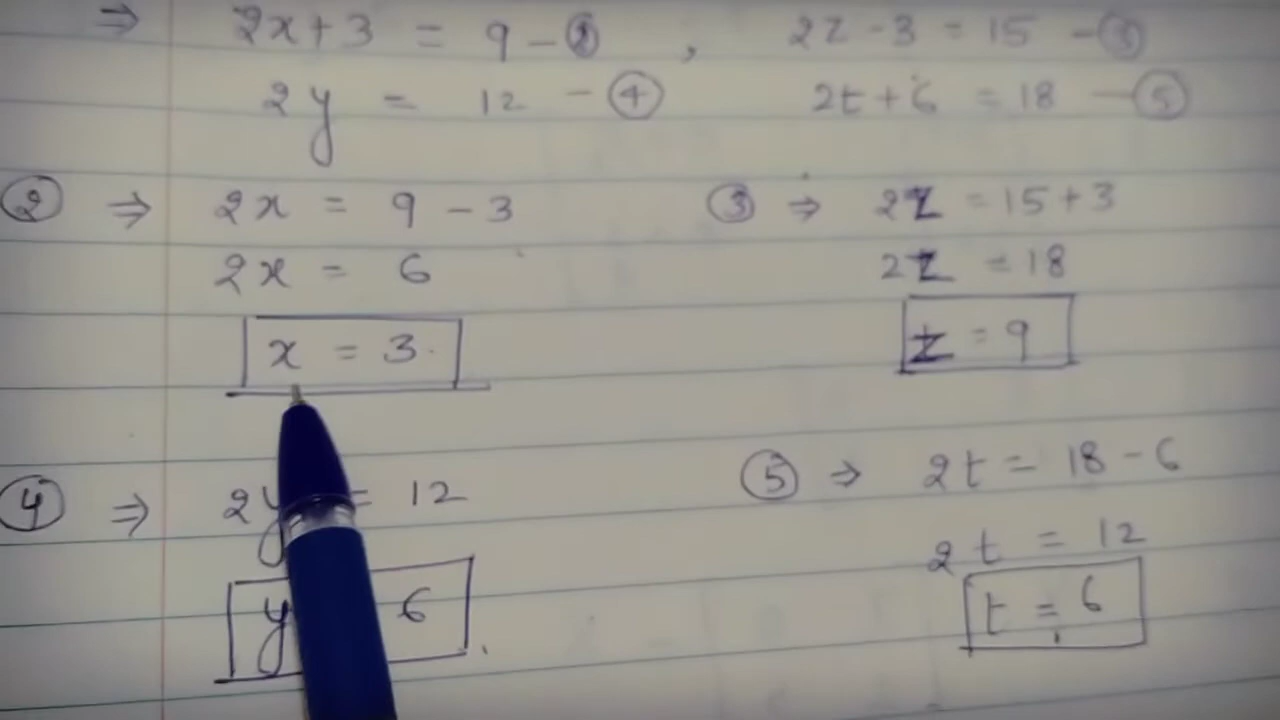 ⇒ 2x+3 = 9 – ② , 2z - 3 = 15 – ③
2y = 12 – ④ 2t + 6 = 18 – ⑤
② ⇒ 2x = 9 - 3 ③ ⇒ 2z = 15 + 3
2x = 6 2z = 18
x = 3. z = 9
④ ⇒ 2y = 12 ⑤ ⇒ 2t = 18 - 6
2t = 12
y 6. t = 6